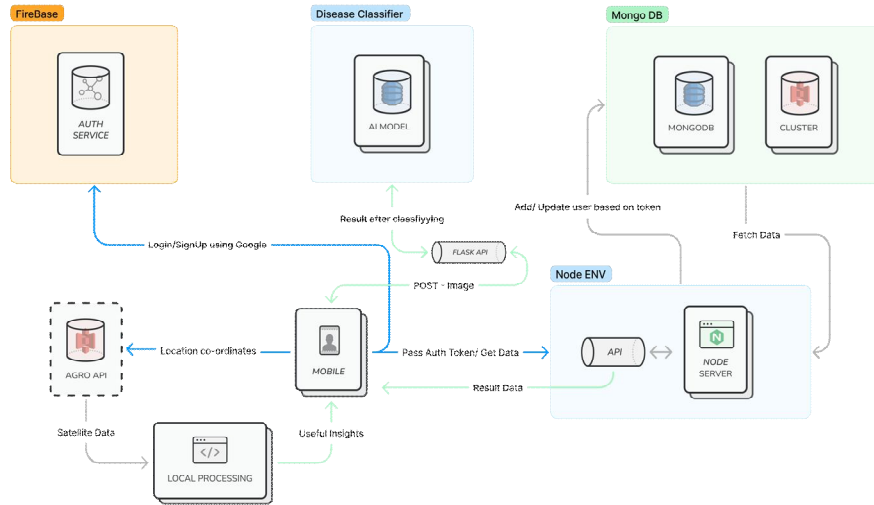 FireBase
Disease Classifier
Mongo DB
AUTH
SERVICE
AI MODEL
MONGODB
CLUSTER
Add/ Update user based on token
Result after classfiyying
Fetch Data
Login/SignUp using Google
FLASK API
Node ENV
POST - Image
AGRO API
Location co-ordinates
MOBILE
Pass Auth Token/ Get Data
API
NODE
SERVER
Result Data
Satellite Data
Useful Insights
LOCAL PROCESSING